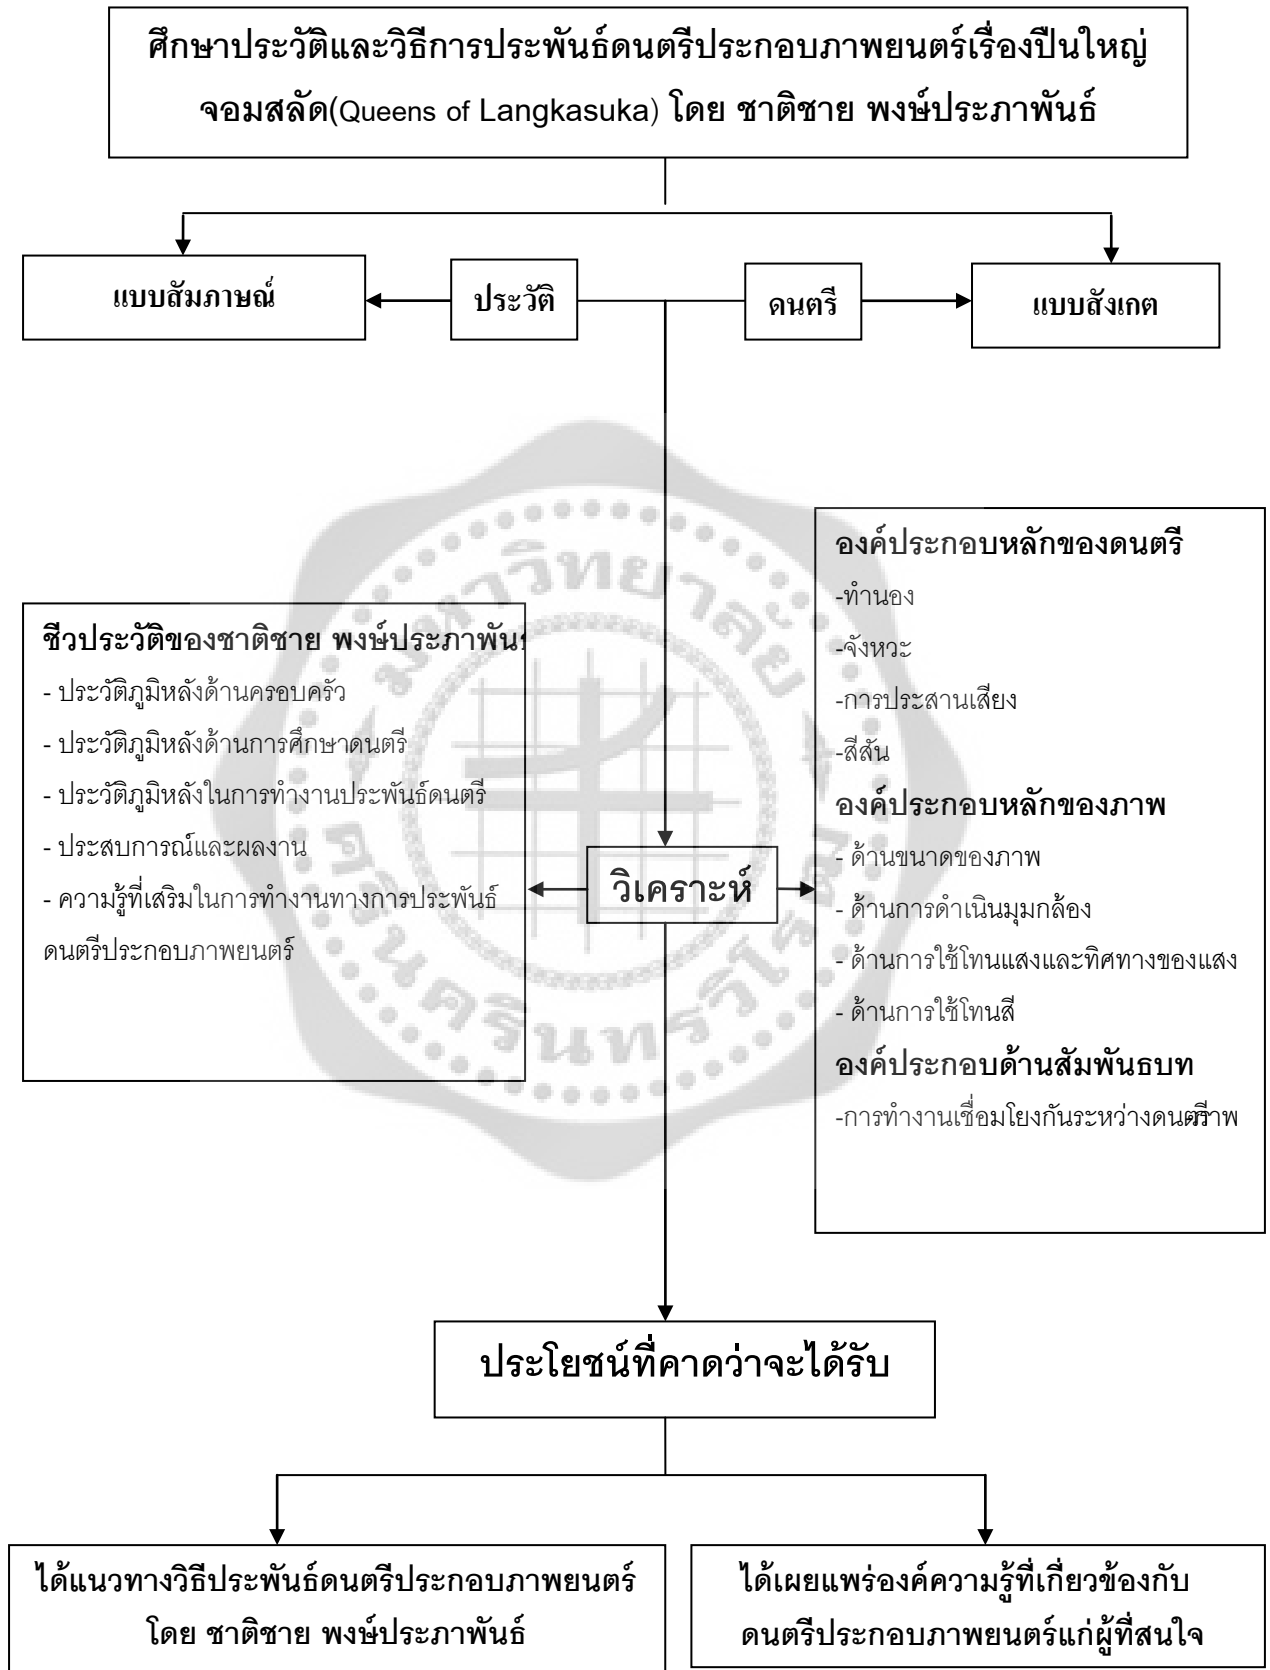 ศึกษาประวัติและวิธีการประพันธ์ดนตรีประกอบภาพยนตร์เรื่องปืนใหญ่
จอมสลัด(Queens of Langkasuka) โดย ชาติชาย พงษ์ประภาพันธ์
แบบสัมภาษณ์
ประวัติ
ดนตรี
แบบสังเกต
ชีวประวัติของชาติชาย พงษ์ประภาพัน
- ประวัติภูมิหลังด้านครอบครัว
- ประวัติภูมิหลังด้านการศึกษาดนตรี
- ประวัติภูมิหลังในการทำงานประพันธ์ดนตรี
- ประสบการณ์และผลงาน
- ความรู้ที่เสริมในการทำงานทางการประพันธ์
ดนตรีประกอบภาพยนตร์
วิเคราะห์
องค์ประกอบหลักของดนตรี
-ทำนอง
-จังหวะ
-การประสานเสียง
-สีสัน
องค์ประกอบหลักของภาพ
- ด้านขนาดของภาพ
- ด้านการดำเนินมุมกล้อง
- ด้านการใช้โทนแสงและทิศทางของแสง
- ด้านการใช้โทนสี
องค์ประกอบด้านสัมพันธบท
-การทำงานเชื่อมโยงกันระหว่างดนตรีภาพ
มหาวิทยาลัย
ศรีนครินทรวิโรฒ
ประโยชน์ที่คาดว่าจะได้รับ
ได้แนวทางวิธีประพันธ์ดนตรีประกอบภาพยนตร์
โดย ชาติชาย พงษ์ประภาพันธ์
ได้เผยแพร่องค์ความรู้ที่เกี่ยวข้องกับ
ดนตรีประกอบภาพยนตร์แก่ผู้ที่สนใจ